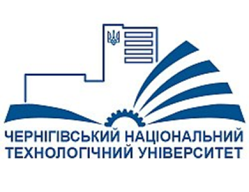 ЧЕРНІГІВСЬКИЙ НАЦІОНАЛЬНИЙ
ТЕХНОЛОГІЧНИЙ УНІВЕРСИТЕТ